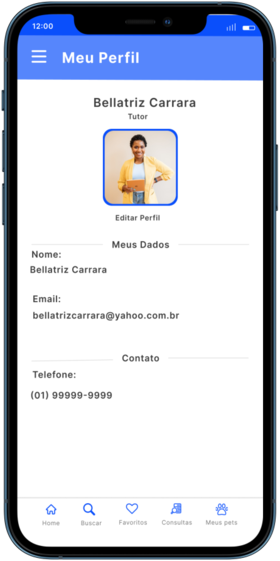 12:00
Meu Perfil
Bellatriz Carrara
Tutor
Editar Perfil
Meus Dados
Nome:
Bellatriz Carrara
Email:
bellatrizcarrara@yahoo.com.br
Contato
Telefone:
(01) 99999-9999
Home Buscar Favoritos Consultas Meus pets